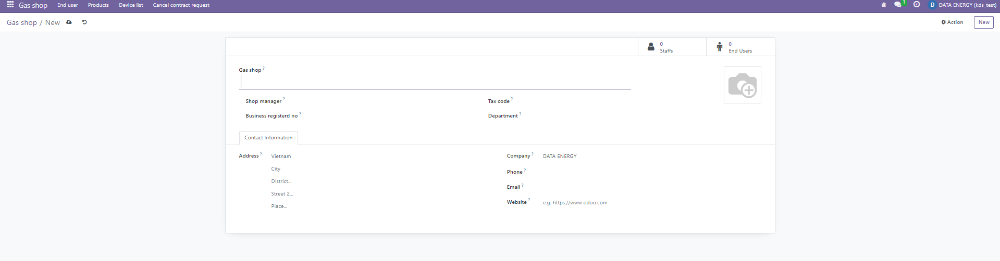 Gas shop End user Products Device list Cancel contract request 1 D DATA ENERGY (kds_test)
Gas shop / New Action New
0 Staffs
0 End Users
Gas shop ?
Shop manager ? Tax code ?
Business registerd no ? Department ?
Contact Information
Address ? Vietnam Company ? DATA ENERGY
City
Phone ?
District...
Email ?
Street 2...
Website ? e.g. https://www.odoo.com
Place...